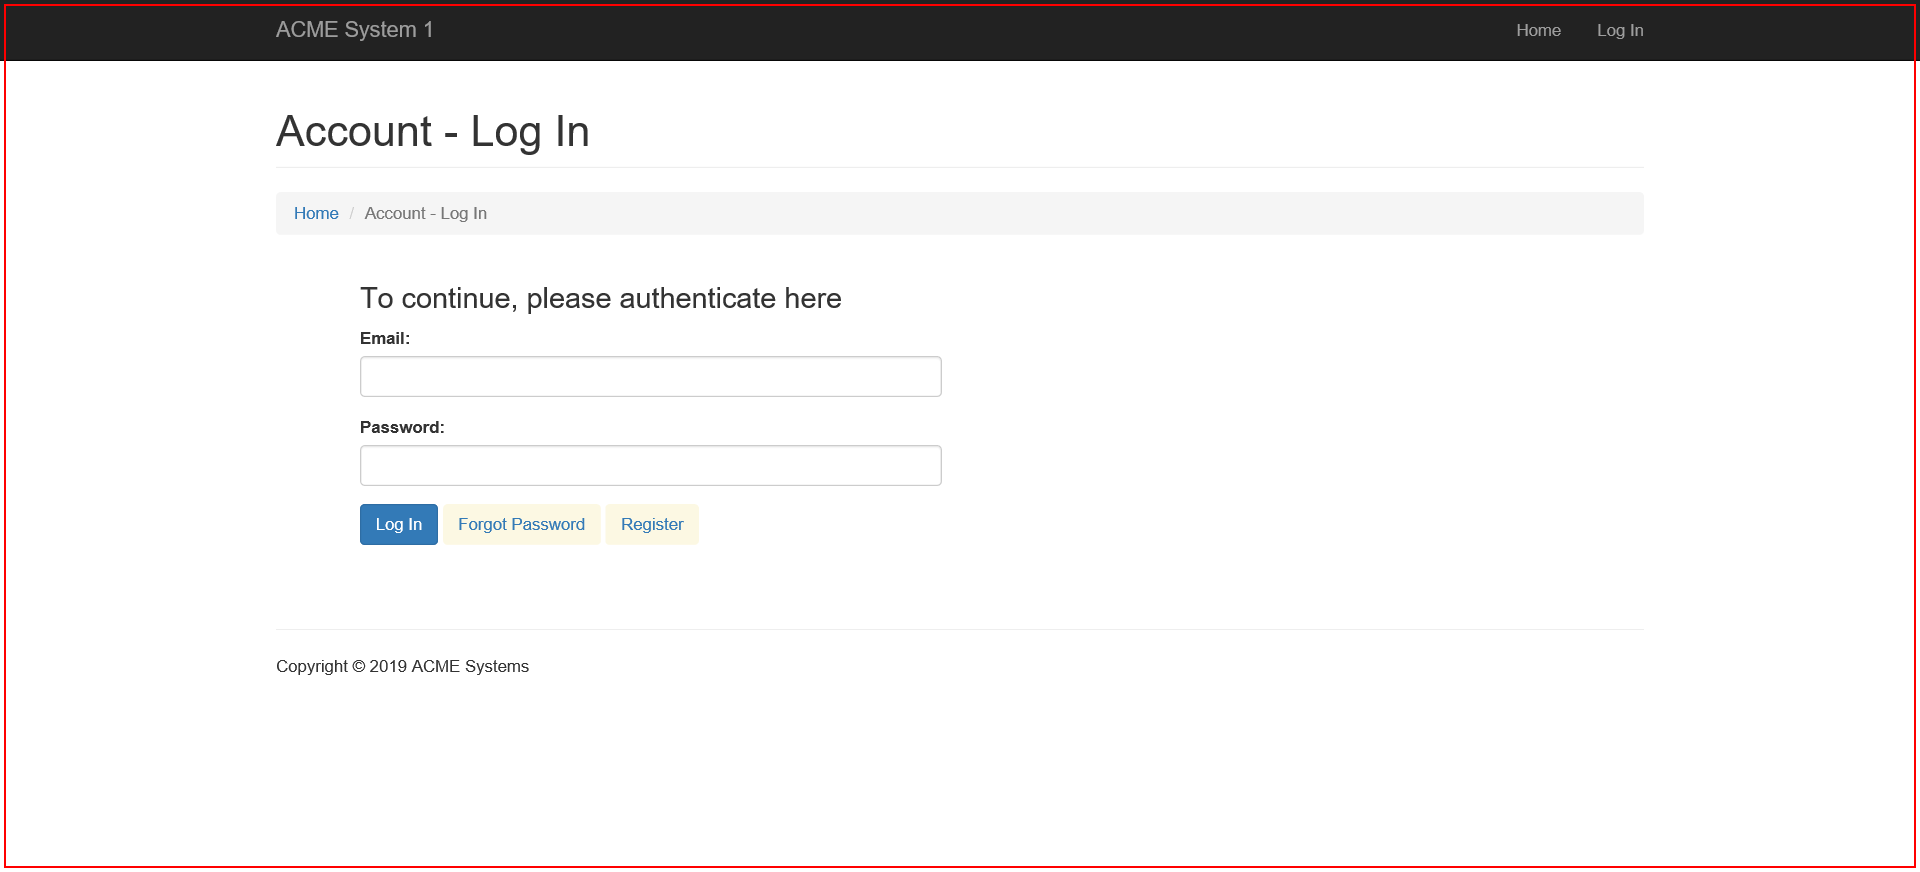 ACME System 1
Home Log In
Account - Log In
Home / Account - Log In
To continue, please authenticate here
Email:
Password:
Log In Forgot Password Register
Copyright © 2019 ACME Systems